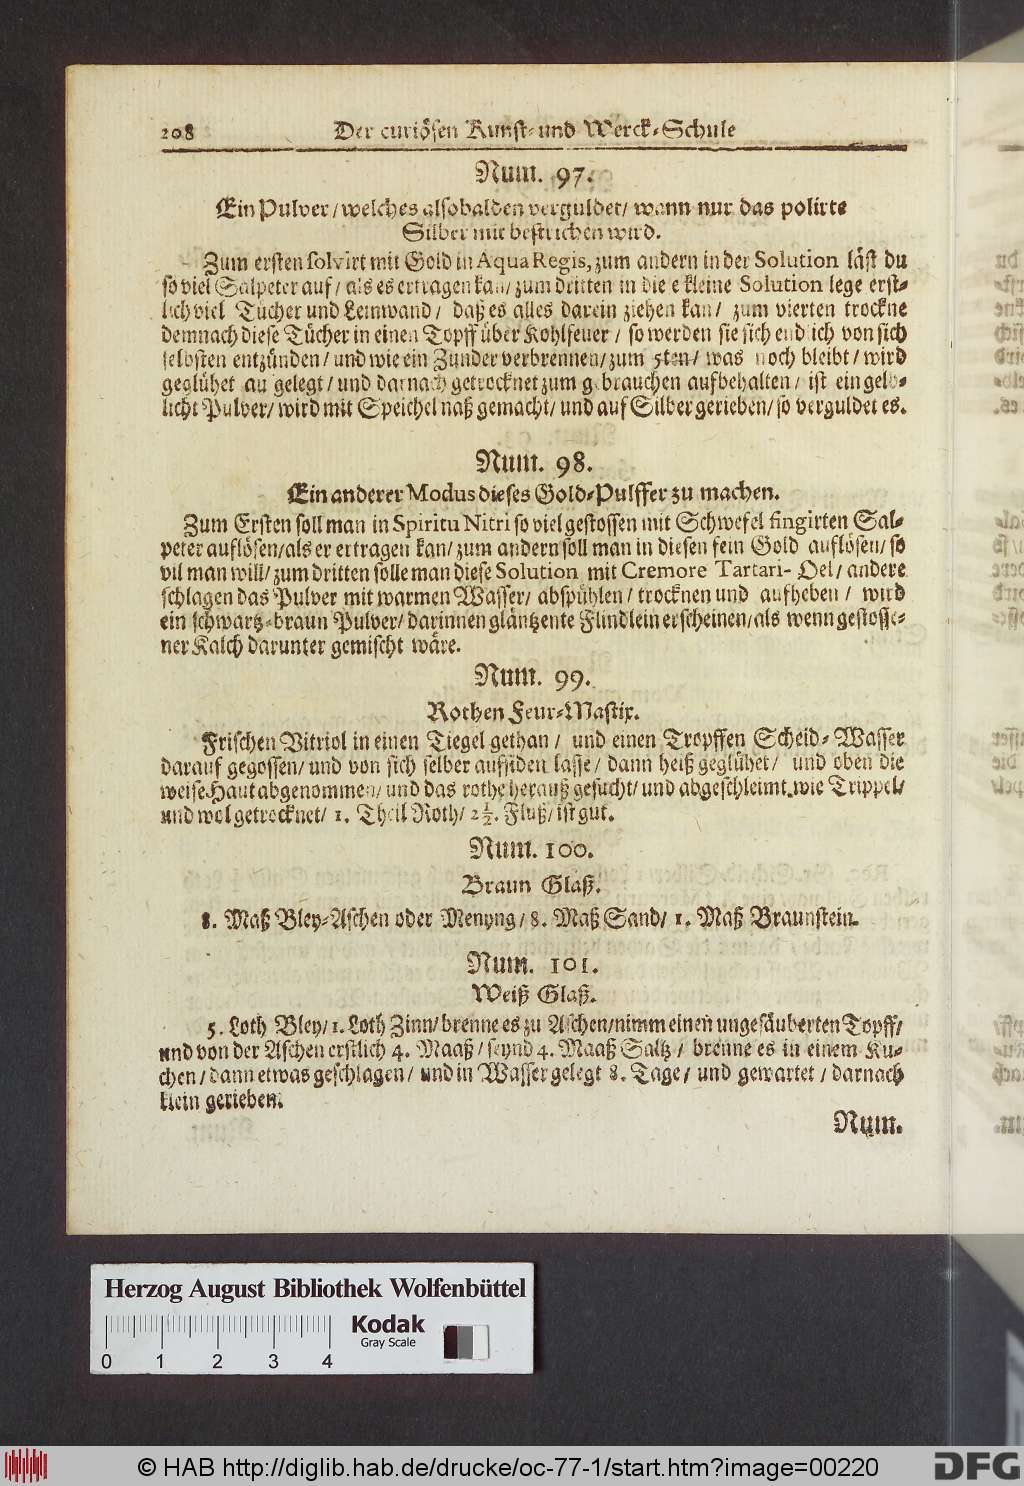 208 Der curiösen Kunst- und Werck-Schule
Num. 97.
Ein Pulver/ welches alsobalden verguldet/ wann nur das polirte
Silber mit bestrichen wird.
Zum ersten solvirt mit Gold in Aqua Regis, zum andern in der Solution läst du
so viel Salpeter auf/ als es ertragen kan/ zum dritten in die e kleine Solution lege erst-
lich viel Tücher und Leinwand/ daß es alles darein ziehen kan/ zum vierten trockne
demnach diese Tücher in einen Topff über Kohlfeuer/ so werden sie sich endlich von sich
selbsten entzünden/ und wie ein Zunder verbrennen/ zum 5ten/ was noch bleibt/ wird
geglühet au gelegt/ und darnach getrocknet zum gebrauchen aufbehalten/ ist ein gelb-
licht Pulver/ wird mit Speichel naß gemacht/ und auf Silber gerieben/ so verguldet es.
Num. 98.
Ein anderer Modus dieses Gold-Pulffer zu machen.
Zum Ersten soll man in Spiritu Nitri so viel gestossen mit Schwefel fingirten Sal-
peter auflösen/ als er ertragen kan/ zum andern soll man in diesen fein Gold auflösen/ so
vil man will/ zum dritten solle man diese Solution mit Cremore Tartari- Oel/ andere
schlagen das Pulver mit warmen Wasser/ abspühlen/ trocknen und aufheben/ wird
ein schwartz-braun Pulver/ darinnen gläntzente Flindlein erscheinen/ als wenn gestosse-
ner Kalch darunter gemischt wäre.
Num. 99.
Rothen Feur-Mastix.
Frischen Vitriol in einen Tiegel gethan/ und einen Tropffen Scheid-Wasser
darauf gegossen/ und von sich selber aufsiden lasse/ dann heiß geglühet/ und oben die
weise Haut abgenommen/ und das rothe herauß gesucht/ und abgeschleimt. wie Trippel/
und wol getrocknet/ 1. Theil Roth/ 2 1/2. Fluß/ ist gut.
Num. 100.
Braun Glaß.
8. Maß Bley-Aschen oder Menyng/ 8. Maß Sand/ 1. Maß Braunstein.
Num. 101.
Weiß Glaß.
5. Loth Bley/ 1. Loth Zinn/ brenne es zu Aschen/ nimm einen ungesäuberten Topff/
und von der Aschen erstlich 4. Maaß/ seynd 4. Maaß Saltz/ brenne es in einem Ku-
chen/ dann etwas geschlagen/ und in Wasser gelegt 8. Tage/ und gewartet/ darnach
klein gerieben.
Num.
Herzog August Bibliothek Wolfenbüttel
Kodak
Gray Scale
0 1 2 3 4
© HAB http://diglib.hab.de/drucke/oc-77-1/start.htm?image=00220
DFG